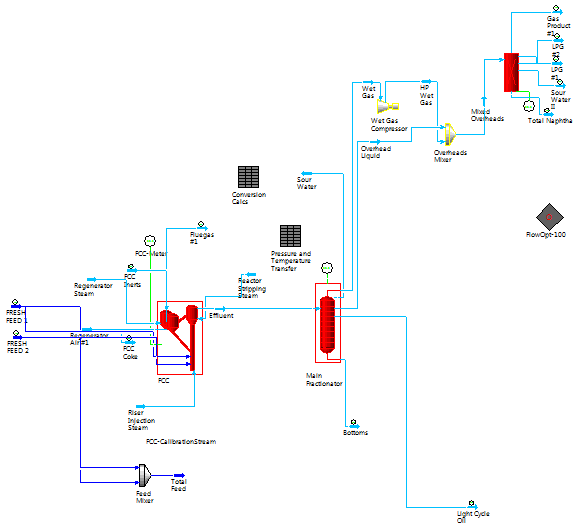 Gas
Product
#1
LPG
#2
LPG
#1
Sour
Water
Total Naphtha
Wet
Gas
HP
Wet
Gas
Mixed
Overheads
Wet Gas
Compressor
Overhead
Liquid
Overheads
Mixer
Sour
Water
Conversion
Calcs
FlowOpt-100
Fluegas
#1
Pressure and
Temperature
Transfer
FCC-Meter
FCC
Inerts
Regenerator
Steam
Reactor
Stripping
Steam
FRESH
FEED 1
Effluent
Regenerator
Air #1
FRESH
FEED 2
FCC
Coke
FCC
Main
Fractionator
Riser
Injection
Steam
Bottoms
FCC-CalibrationStream
Feed
Mixer
Total
Feed
Light Cycle
Oil